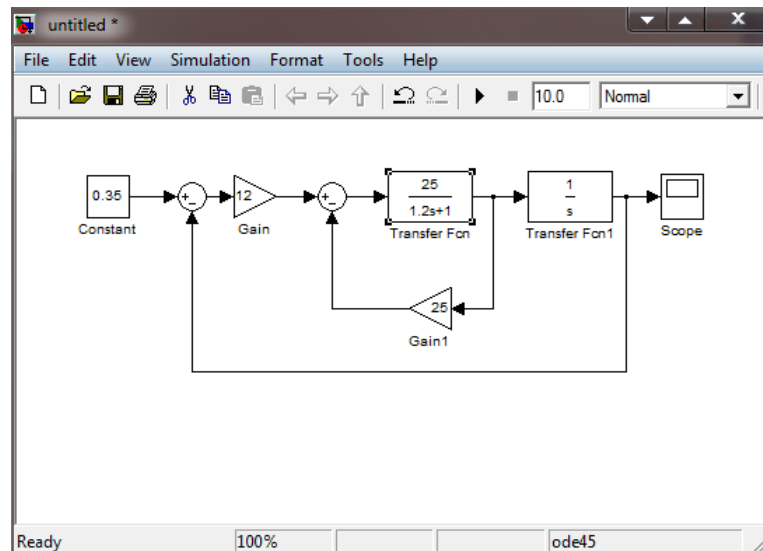 untitled *
File Edit View Simulation Format Tools Help
10.0 Normal
0.35
Constant
+
-
12
Gain
+
-
25
1.2s+1
Transfer Fcn
1
s
Transfer Fcn1
Scope
25
Gain1
Ready 100% ode45